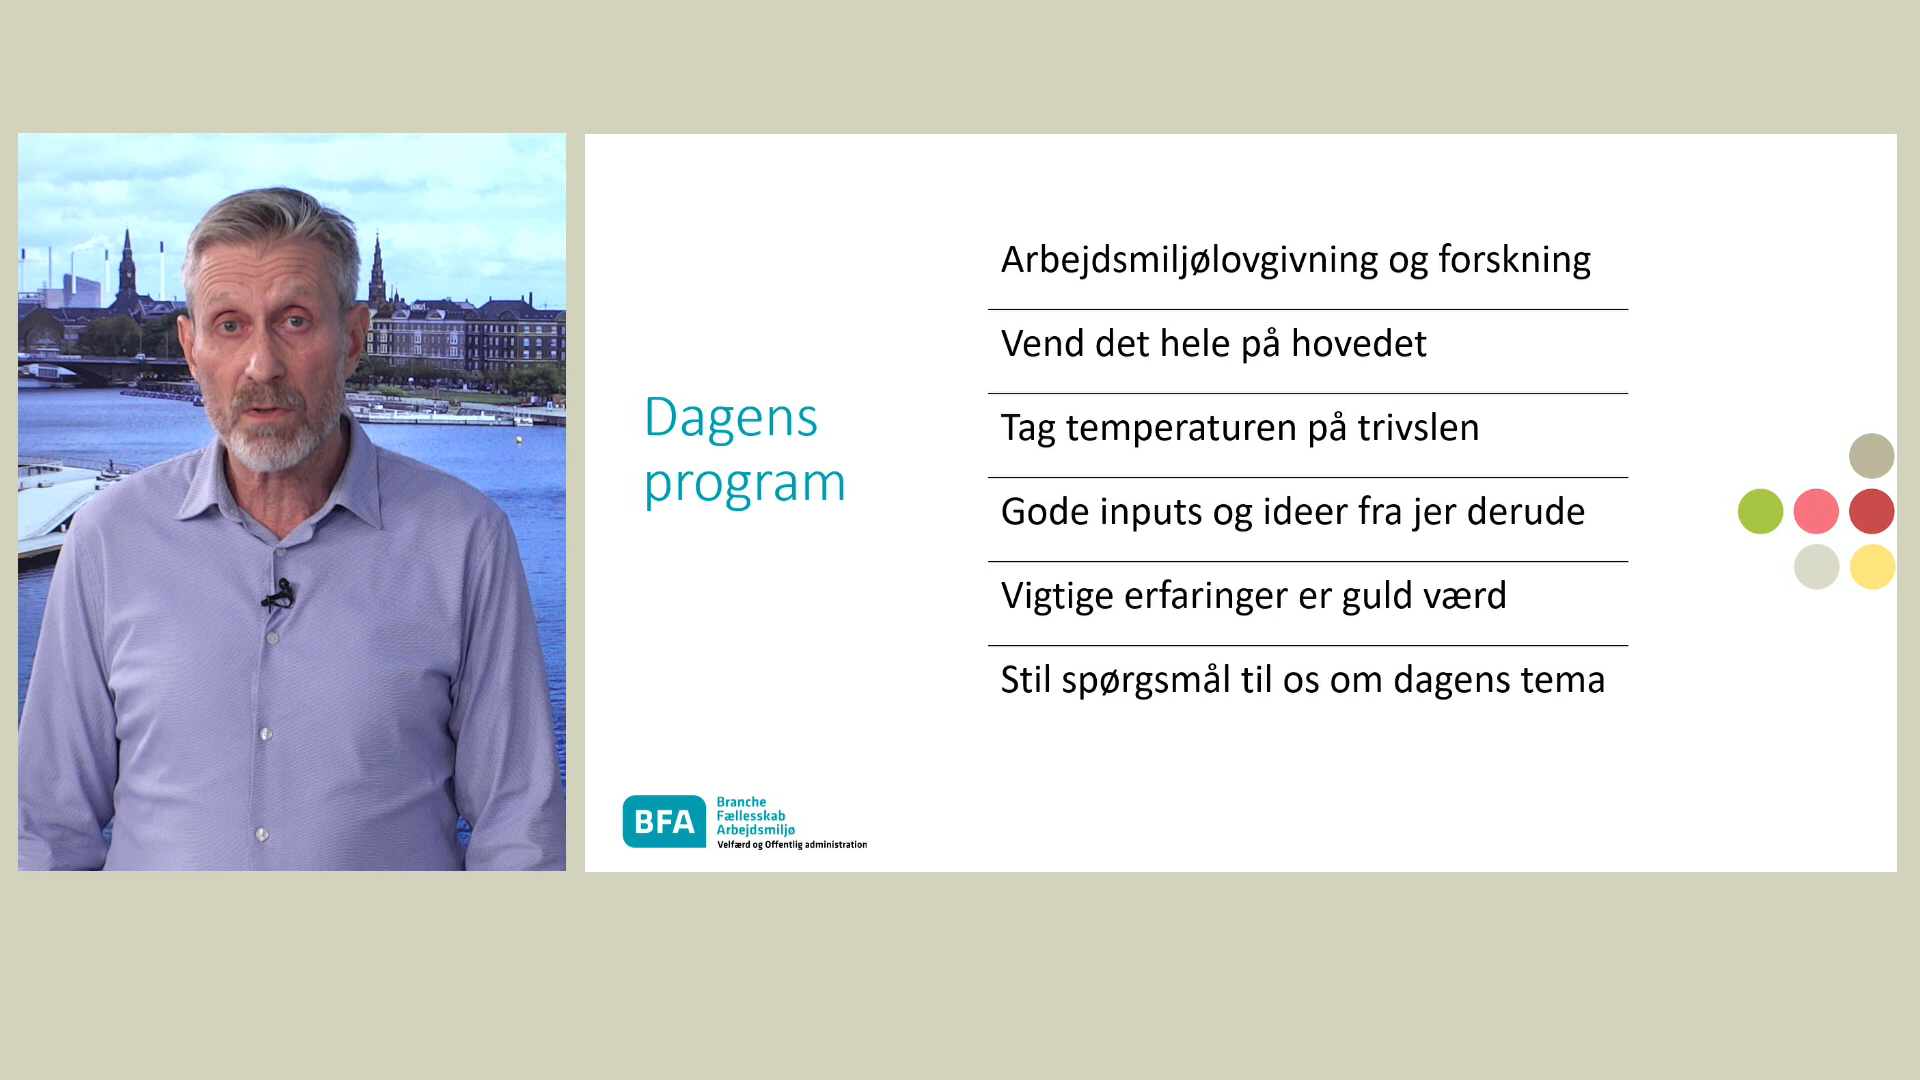 Dagens
program
Arbejdsmiljølovgivning og forskning
Vend det hele på hovedet
Tag temperaturen på trivslen
Gode inputs og ideer fra jer derude
Vigtige erfaringer er guld værd
Stil spørgsmål til os om dagens tema
BFA
Branche
Fællesskab
Arbejdsmiljø
Velfærd og Offentlig administration